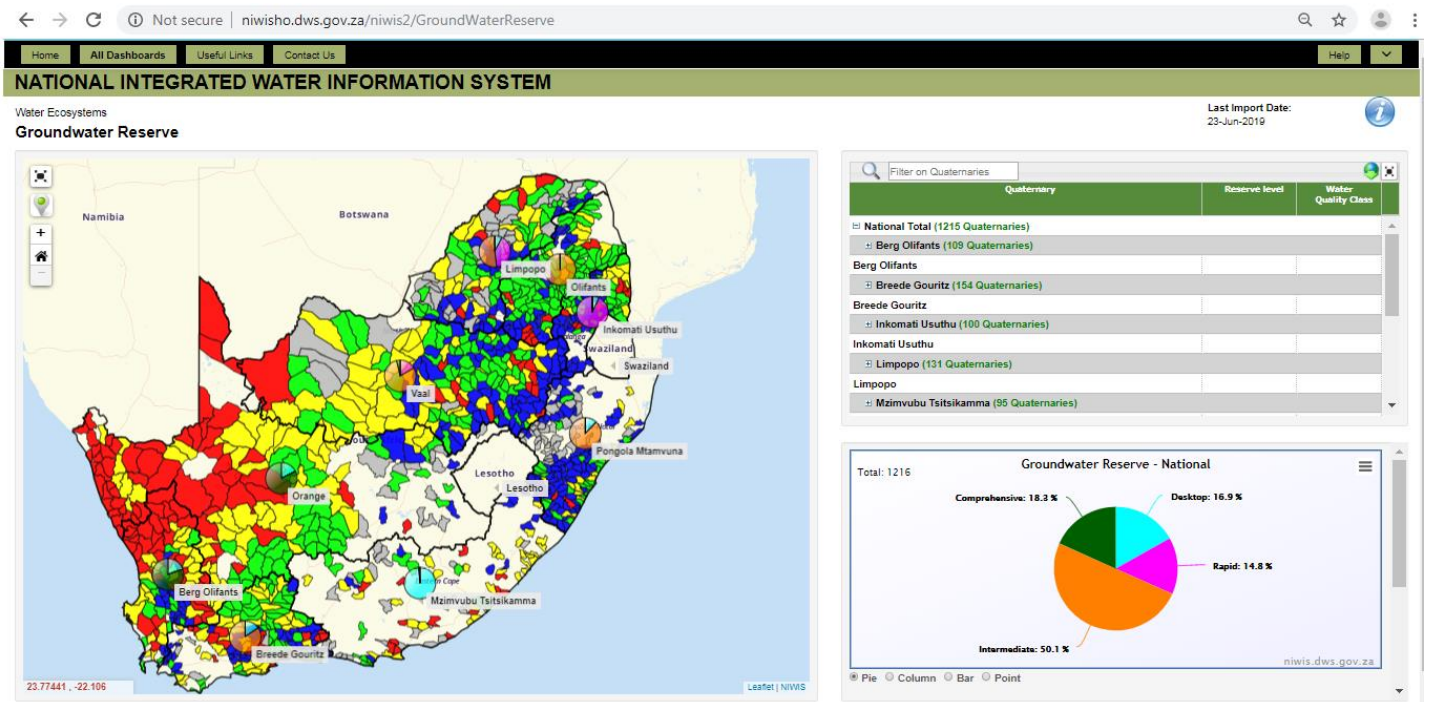 Not secure | niwisho.dws.gov.za/niwis2/GroundWaterReserve
Home All Dashboards Useful Links Contact Us Help
NATIONAL INTEGRATED WATER INFORMATION SYSTEM
Water Ecosystems
Groundwater Reserve
Last Import Date:
23-Jun-2019
Namibia
Botswana
Limpopo
Olifants
Inkomati Usuthu
Swaziland
Swaziland
Vaal
Pongola Mtamvuna
Lesotho
Lesotho
Orange
Berg Olifants
Mzimvubu Tsitsikamma
Breede Gouritz
+
23.77441 , -22.106
Leaflet | NIWIS
Filter on Quaternaries
Quaternary Reserve level Water
Quality Class
National Total (1215 Quaternaries)
Berg Olifants (109 Quaternaries)
Berg Olifants
Breede Gouritz (154 Quaternaries)
Breede Gouritz
Inkomati Usuthu (100 Quaternaries)
Inkomati Usuthu
Limpopo (131 Quaternaries)
Limpopo
Mzimvubu Tsitsikamma (95 Quaternaries)
Groundwater Reserve - National
Total: 1216
Comprehensive: 18.3 %
Desktop: 16.9 %
Rapid: 14.8 %
Intermediate: 50.1 %
niwis.dws.gov.za
Pie Column Bar Point